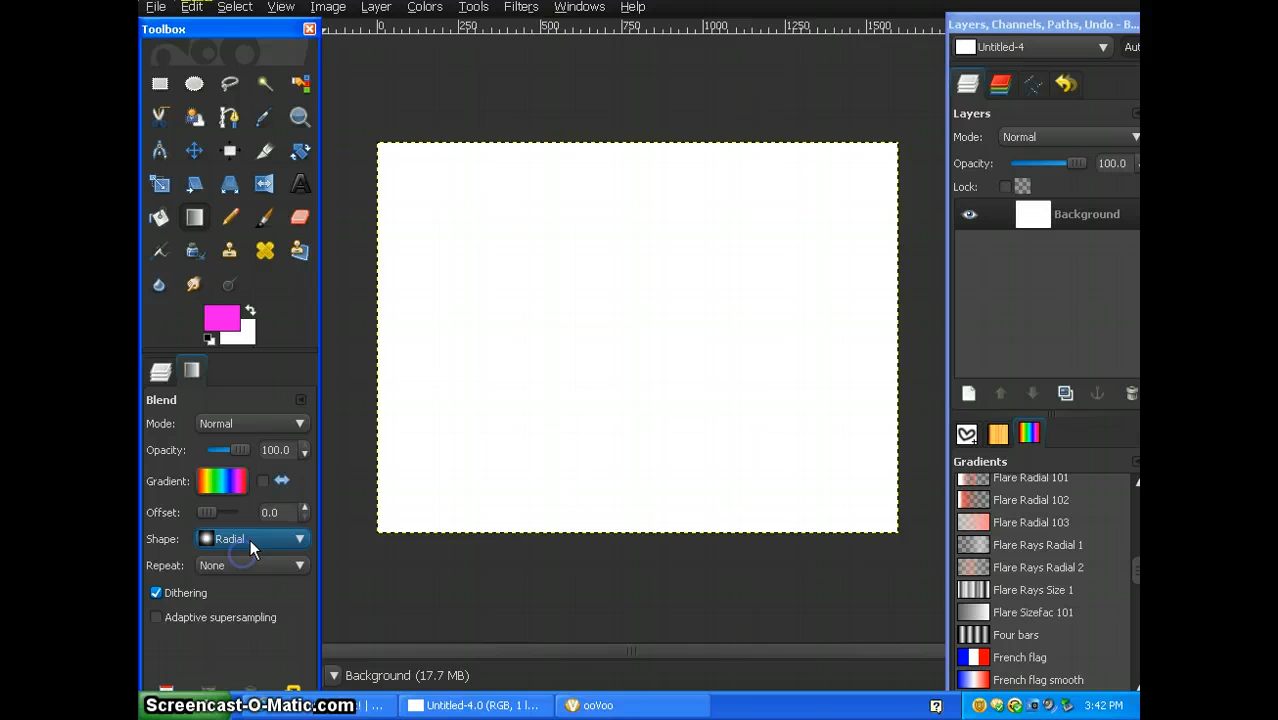 File Edit Select View Image Layer Colors Tools Filters Windows Help
Toolbox
0 250 500 750 1000 1250 1500
Layers, Channels, Paths, Undo - B...
Untitled-4 Aut
Layers
Mode: Normal
Opacity: 100.0
Lock:
Background
Blend
Mode: Normal
Opacity: 100.0
Gradient:
Offset: 0.0
Shape: Radial
Repeat: None
Dithering
Adaptive supersampling
Gradients
Flare Radial 101
Flare Radial 102
Flare Radial 103
Flare Rays Radial 1
Flare Rays Radial 2
Flare Rays Size 1
Flare Sizefac 101
Four bars
French flag
French flag smooth
Background (17.7 MB)
Screencast-O-Matic.com | ... Untitled-4.0 (RGB, 1 l... ooVoo ? 3:42 PM